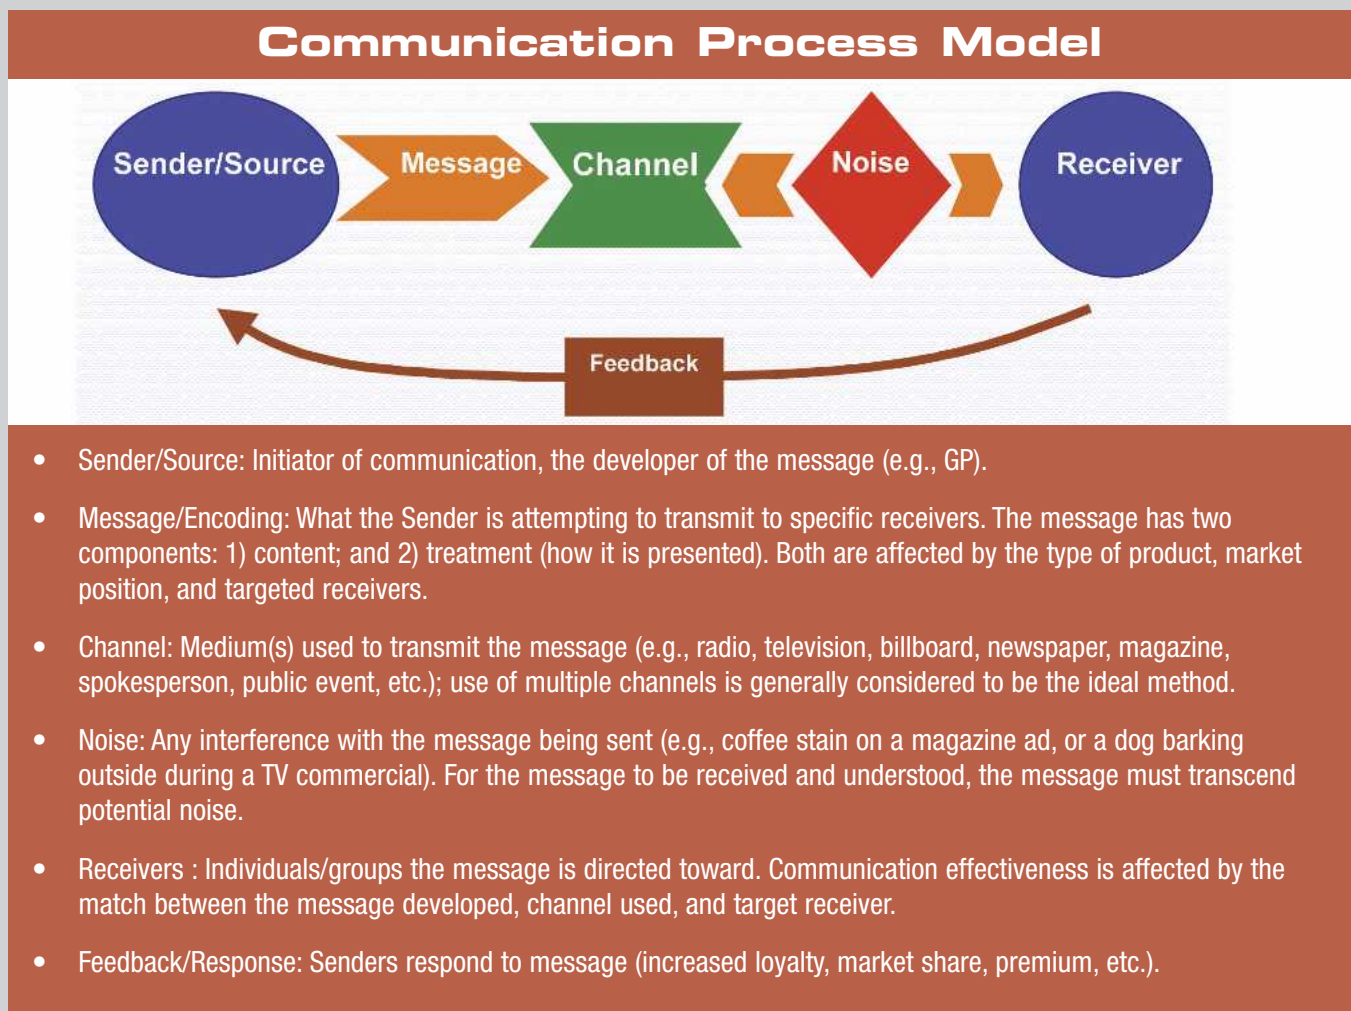 Communication Process Model
Sender/Source
Message
Channel
Noise
Receiver
Feedback
• Sender/Source: Initiator of communication, the developer of the message (e.g., GP).
• Message/Encoding: What the Sender is attempting to transmit to specific receivers. The message has two
components: 1) content; and 2) treatment (how it is presented). Both are affected by the type of product, market
position, and targeted receivers.
• Channel: Medium(s) used to transmit the message (e.g., radio, television, billboard, newspaper, magazine,
spokesperson, public event, etc.); use of multiple channels is generally considered to be the ideal method.
• Noise: Any interference with the message being sent (e.g., coffee stain on a magazine ad, or a dog barking
outside during a TV commercial). For the message to be received and understood, the message must transcend
potential noise.
• Receivers : Individuals/groups the message is directed toward. Communication effectiveness is affected by the
match between the message developed, channel used, and target receiver.
• Feedback/Response: Senders respond to message (increased loyalty, market share, premium, etc.).